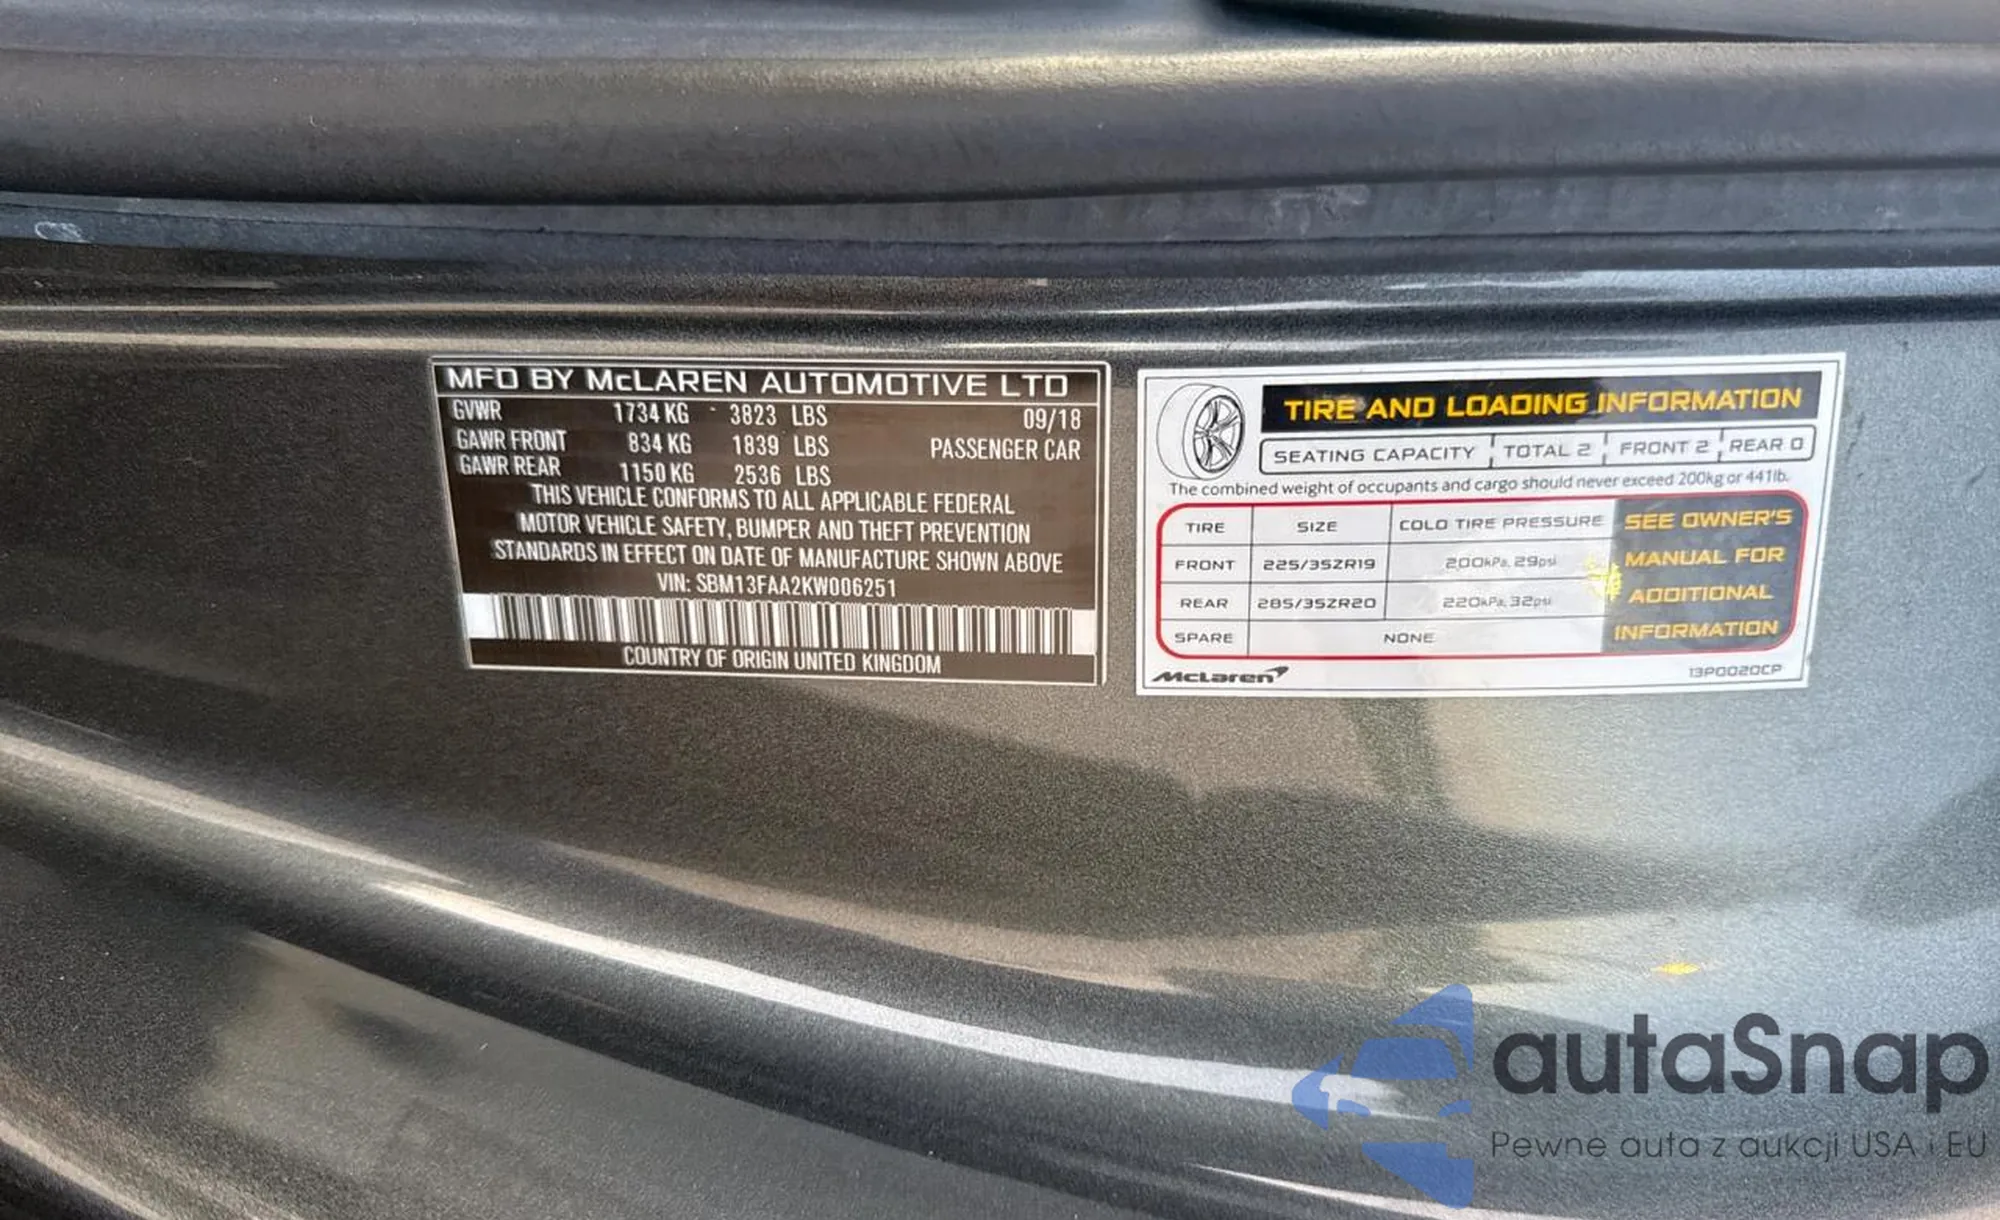 MFD BY McLAREN AUTOMOTIVE LTD
GVWR 1734 KG - 3823 LBS 09/18
GAWR FRONT 834 KG 1839 LBS PASSENGER CAR
GAWR REAR 1150 KG 2536 LBS
THIS VEHICLE CONFORMS TO ALL APPLICABLE FEDERAL
MOTOR VEHICLE SAFETY, BUMPER AND THEFT PREVENTION
STANDARDS IN EFFECT ON DATE OF MANUFACTURE SHOWN ABOVE
VIN: SBM13FAA2KW006251
COUNTRY OF ORIGIN UNITED KINGDOM
TIRE AND LOADING INFORMATION
SEATING CAPACITY TOTAL 2 FRONT 2 REAR 0
The combined weight of occupants and cargo should never exceed 200kg or 441lb.
TIRE SIZE COLD TIRE PRESSURE
FRONT 225/35ZR19 200kPa, 29psi
REAR 285/35ZR20 220kPa, 32psi
SPARE NONE
SEE OWNER'S
MANUAL FOR
ADDITIONAL
INFORMATION
McLaren 13P0020CP
autaSnap
Pewne auta z aukcji USA i EU